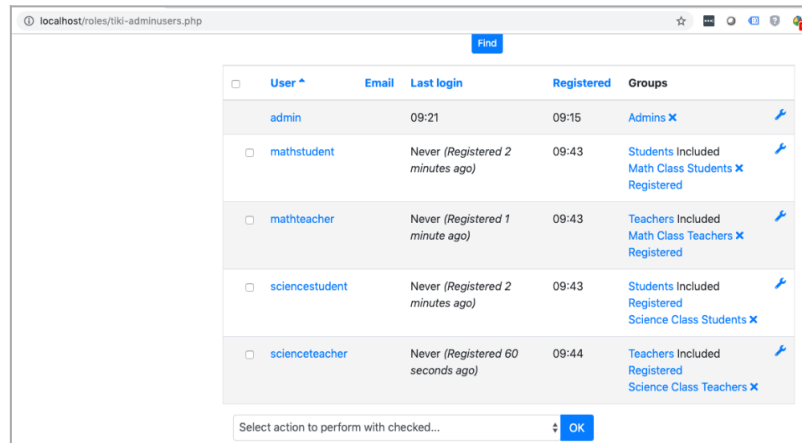 localhost/roles/tiki-adminusers.php
Find
User Email Last login Registered Groups
admin 09:21 09:15 Admins
mathstudent Never (Registered 2 09:43 Students Included
minutes ago) Math Class Students
Registered
mathteacher Never (Registered 1 09:43 Teachers Included
minute ago) Math Class Teachers
Registered
sciencestudent Never (Registered 2 09:43 Students Included
minutes ago) Registered
Science Class Students
scienceteacher Never (Registered 60 09:44 Teachers Included
seconds ago) Registered
Science Class Teachers
Select action to perform with checked... OK